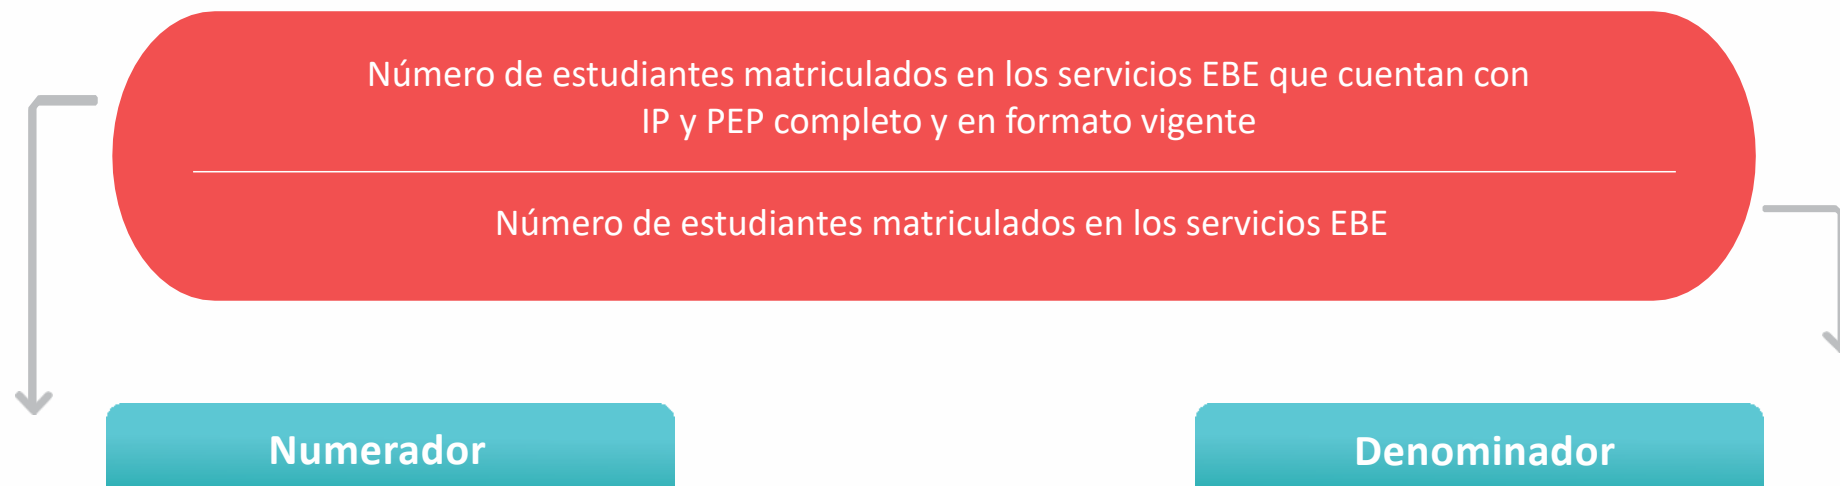 Número de estudiantes matriculados en los servicios EBE que cuentan con
IP y PEP completo y en formato vigente
Número de estudiantes matriculados en los servicios EBE
Numerador
Denominador